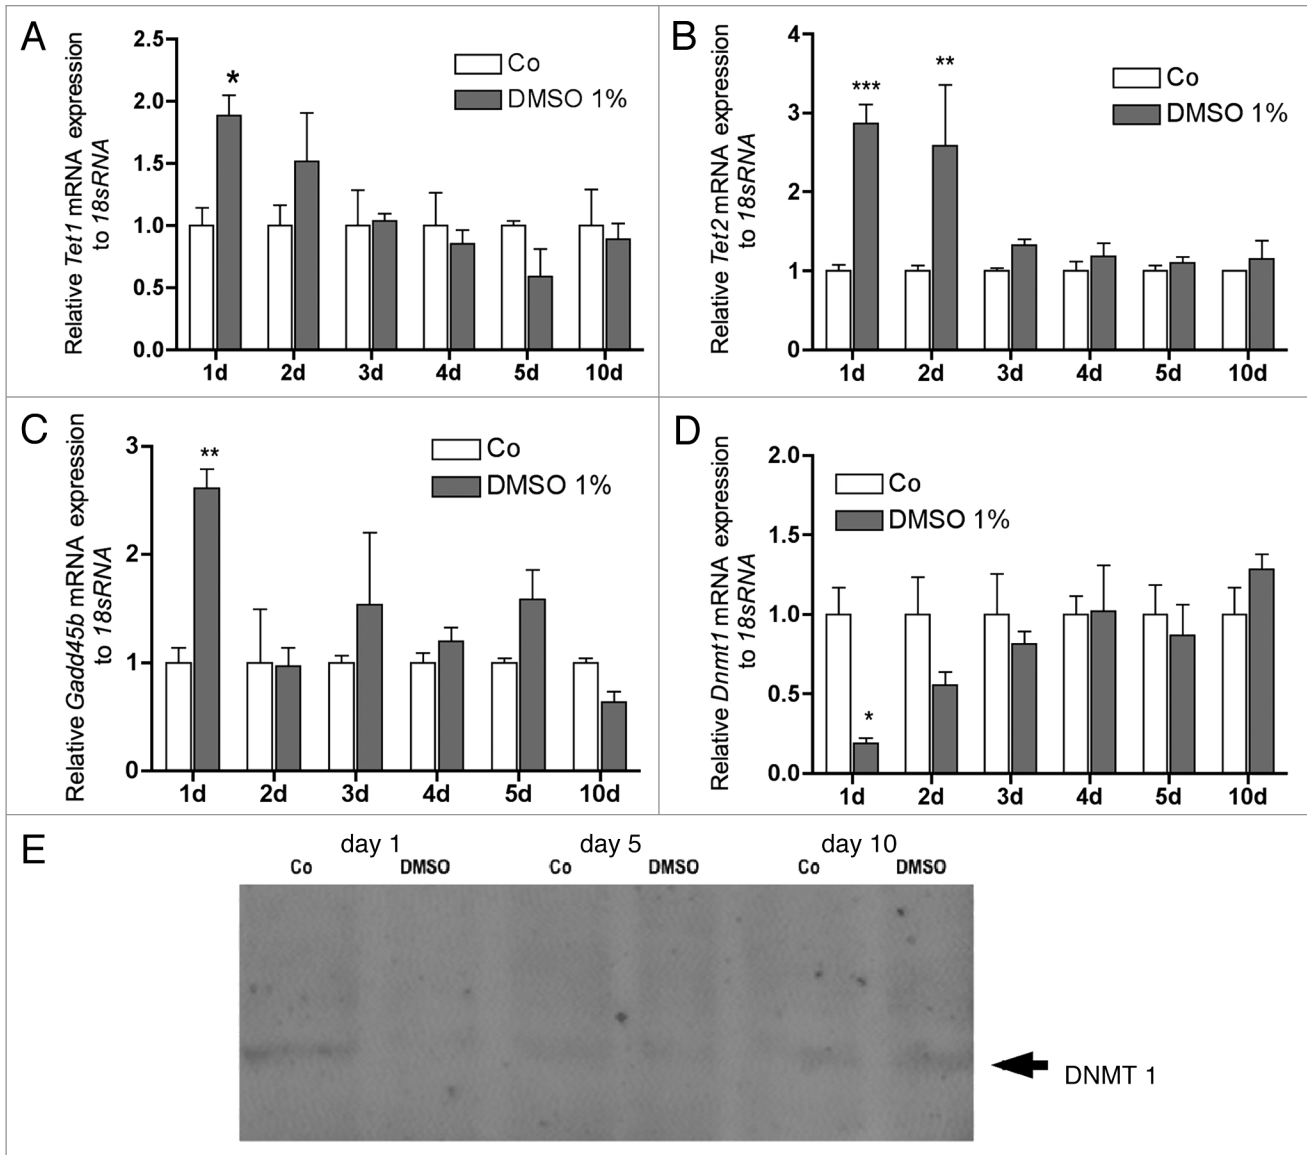 A
Relative Tet1 mRNA expression
to 18sRNA
2.5
2.0
1.5
1.0
0.5
0.0
*
Co
DMSO 1%
1d 2d 3d 4d 5d 10d
B
Relative Tet2 mRNA expression
to 18sRNA
4
3
2
1
0
*** **
Co
DMSO 1%
1d 2d 3d 4d 5d 10d
C
Relative Gadd45b mRNA expression
to 18sRNA
3
2
1
0
**
Co
DMSO 1%
1d 2d 3d 4d 5d 10d
D
Relative Dnmt1 mRNA expression
to 18sRNA
2.0
1.5
1.0
0.5
0.0
Co
DMSO 1%
*
1d 2d 3d 4d 5d 10d
E
day 1 day 5 day 10
Co DMSO Co DMSO Co DMSO
DNMT 1